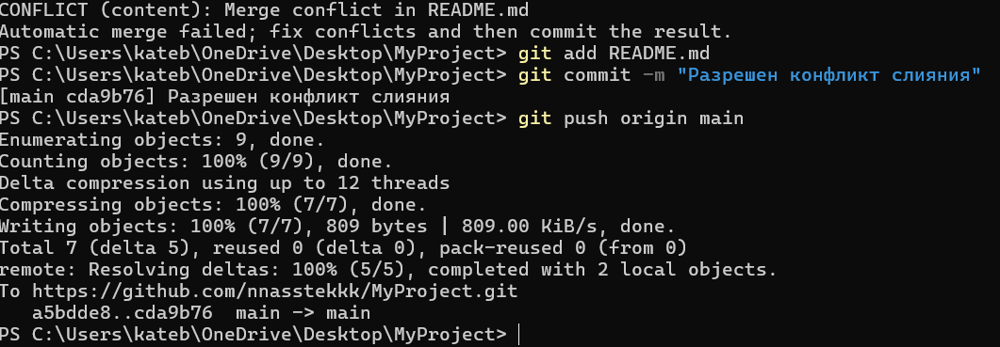 CONFLICT (content): Merge conflict in README.md
Automatic merge failed; fix conflicts and then commit the result.
PS C:\Users\kateb\OneDrive\Desktop\MyProject> git add README.md
PS C:\Users\kateb\OneDrive\Desktop\MyProject> git commit -m "Разрешен конфликт слияния"
[main cda9b76] Разрешен конфликт слияния
PS C:\Users\kateb\OneDrive\Desktop\MyProject> git push origin main
Enumerating objects: 9, done.
Counting objects: 100% (9/9), done.
Delta compression using up to 12 threads
Compressing objects: 100% (7/7), done.
Writing objects: 100% (7/7), 809 bytes | 809.00 KiB/s, done.
Total 7 (delta 5), reused 0 (delta 0), pack-reused 0 (from 0)
remote: Resolving deltas: 100% (5/5), completed with 2 local objects.
To https://github.com/nnasstekkk/MyProject.git
   a5bdde8..cda9b76  main -> main
PS C:\Users\kateb\OneDrive\Desktop\MyProject>